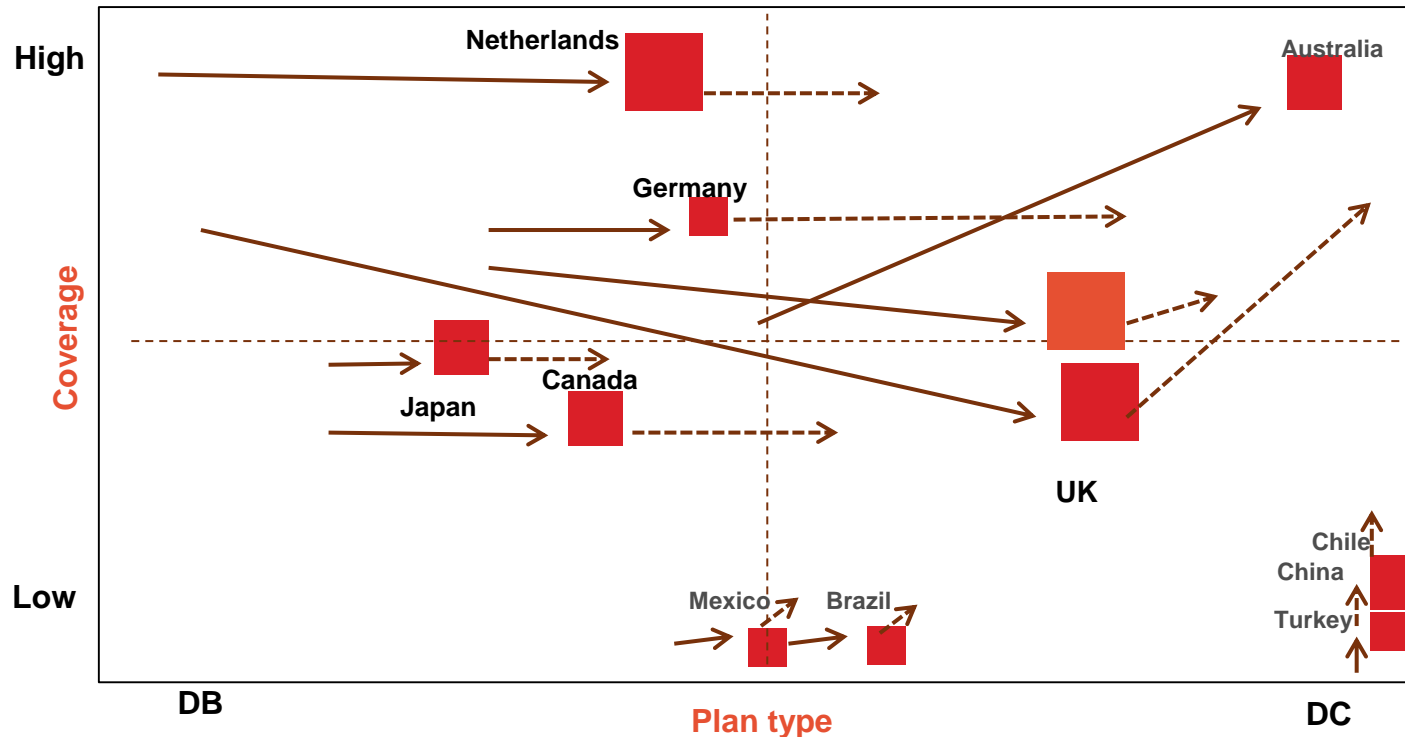 Netherlands
Australia
High
Germany
Coverage
Canada
Japan
UK
Chile
China
Mexico
Brazil
Low
Turkey
DB
Plan type
DC